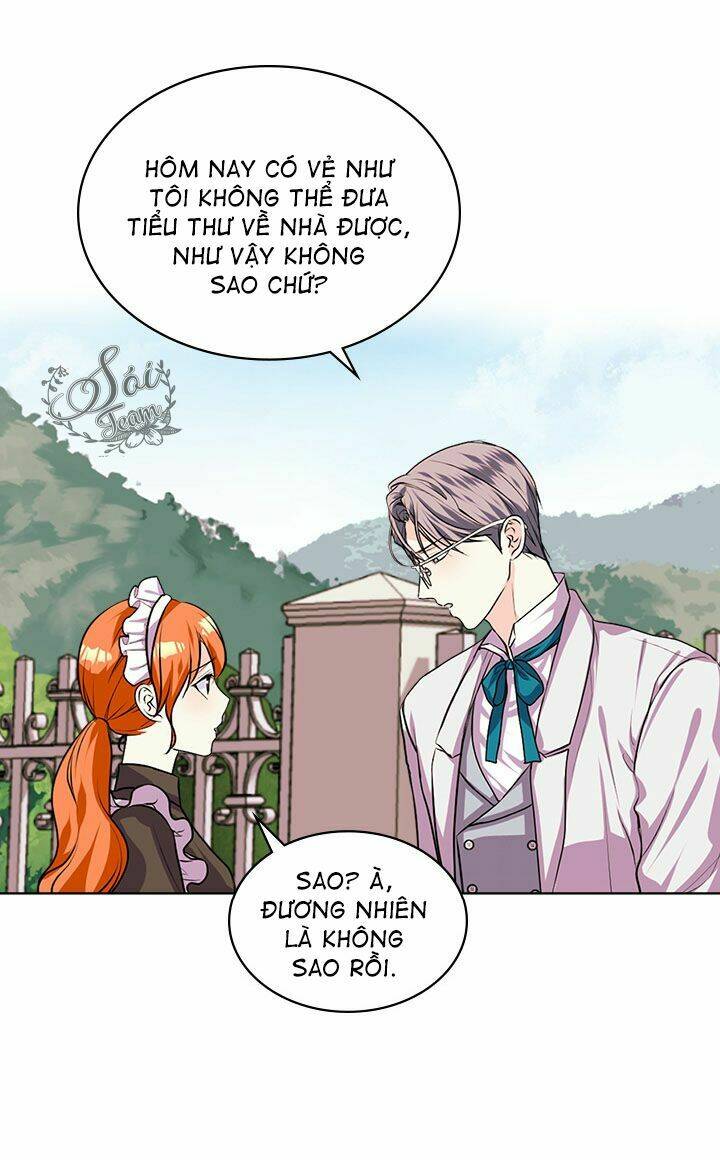 HÔM NAY CÓ VẺ NHƯ
TÔI KHÔNG THỂ ĐƯA
TIỂU THƯ VỀ NHÀ ĐƯỢC,
NHƯ VẬY KHÔNG
SAO CHỨ?
Sói
Team
SAO? À,
ĐƯƠNG NHIÊN
LÀ KHÔNG
SAO RỒI.